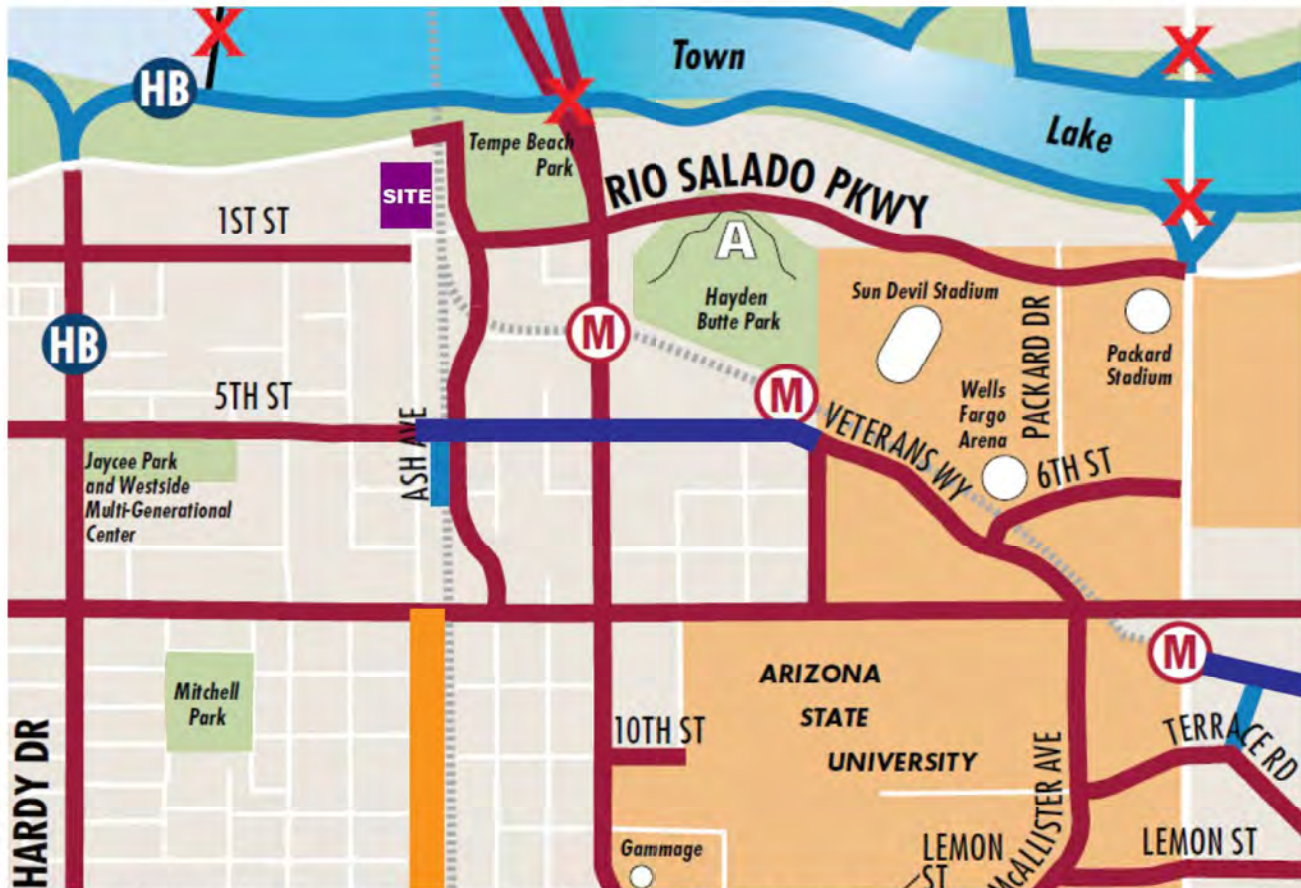 X
X
HB
Town
Lake
X
Tempe Beach
Park
SITE
RIO SALADO PKWY
X
1ST ST
A
Hayden
Butte Park
Sun Devil Stadium
PACKARD DR
Packard
Stadium
HB
M
M
Wells
Fargo
Arena
5TH ST
VETERANS WY
6TH ST
Jaycee Park
and Westside
Multi-Generational
Center
ASH AVE
M
Mitchell
Park
ARIZONA
STATE
UNIVERSITY
10TH ST
TERRACE RD
HARDY DR
McALLISTER AVE
Gammage
LEMON
ST
LEMON ST